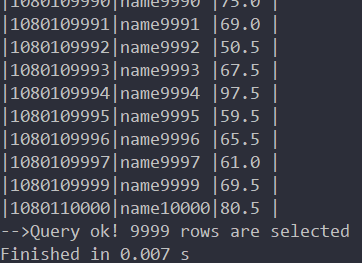 |1080109990|name9990 |75.0 |
|1080109991|name9991 |69.0 |
|1080109992|name9992 |50.5 |
|1080109993|name9993 |67.5 |
|1080109994|name9994 |97.5 |
|1080109995|name9995 |59.5 |
|1080109996|name9996 |65.5 |
|1080109997|name9997 |61.0 |
|1080109999|name9999 |69.5 |
|1080110000|name10000|80.5 |
-->Query ok! 9999 rows are selected
Finished in 0.007 s